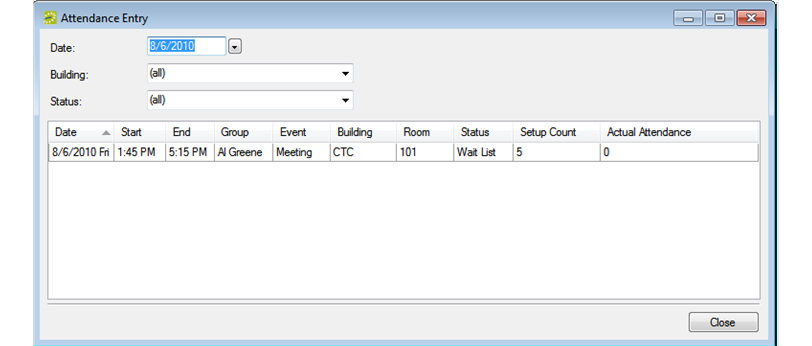 Attendance Entry
Date: 8/6/2010
Building: (all)
Status: (all)
Date Start End Group Event Building Room Status Setup Count Actual Attendance
8/6/2010 Fri 1:45 PM 5:15 PM Al Greene Meeting CTC 101 Wait List 5 0
Close